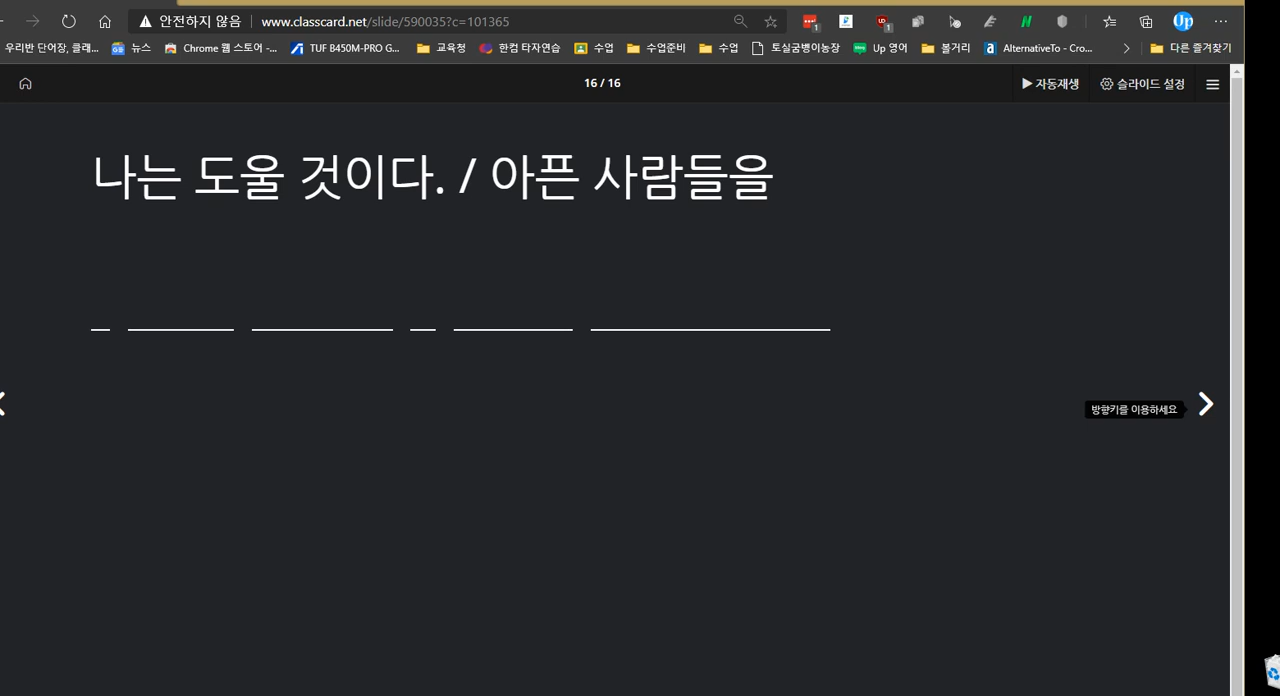 안전하지 않음 www.classcard.net/slide/590035?c=101365
우리반 단어장, 클래... 뉴스 Chrome 웹 스토어 -... TUF B450M-PRO G... 교육청 한컴 타자연습 수업 수업준비 수업 토실굼벵이농장 Up 영어 볼거리 AlternativeTo - Cro... 다른 즐겨찾기
16 / 16 자동재생 슬라이드 설정
나는 도울 것이다. / 아픈 사람들을
방향키를 이용하세요